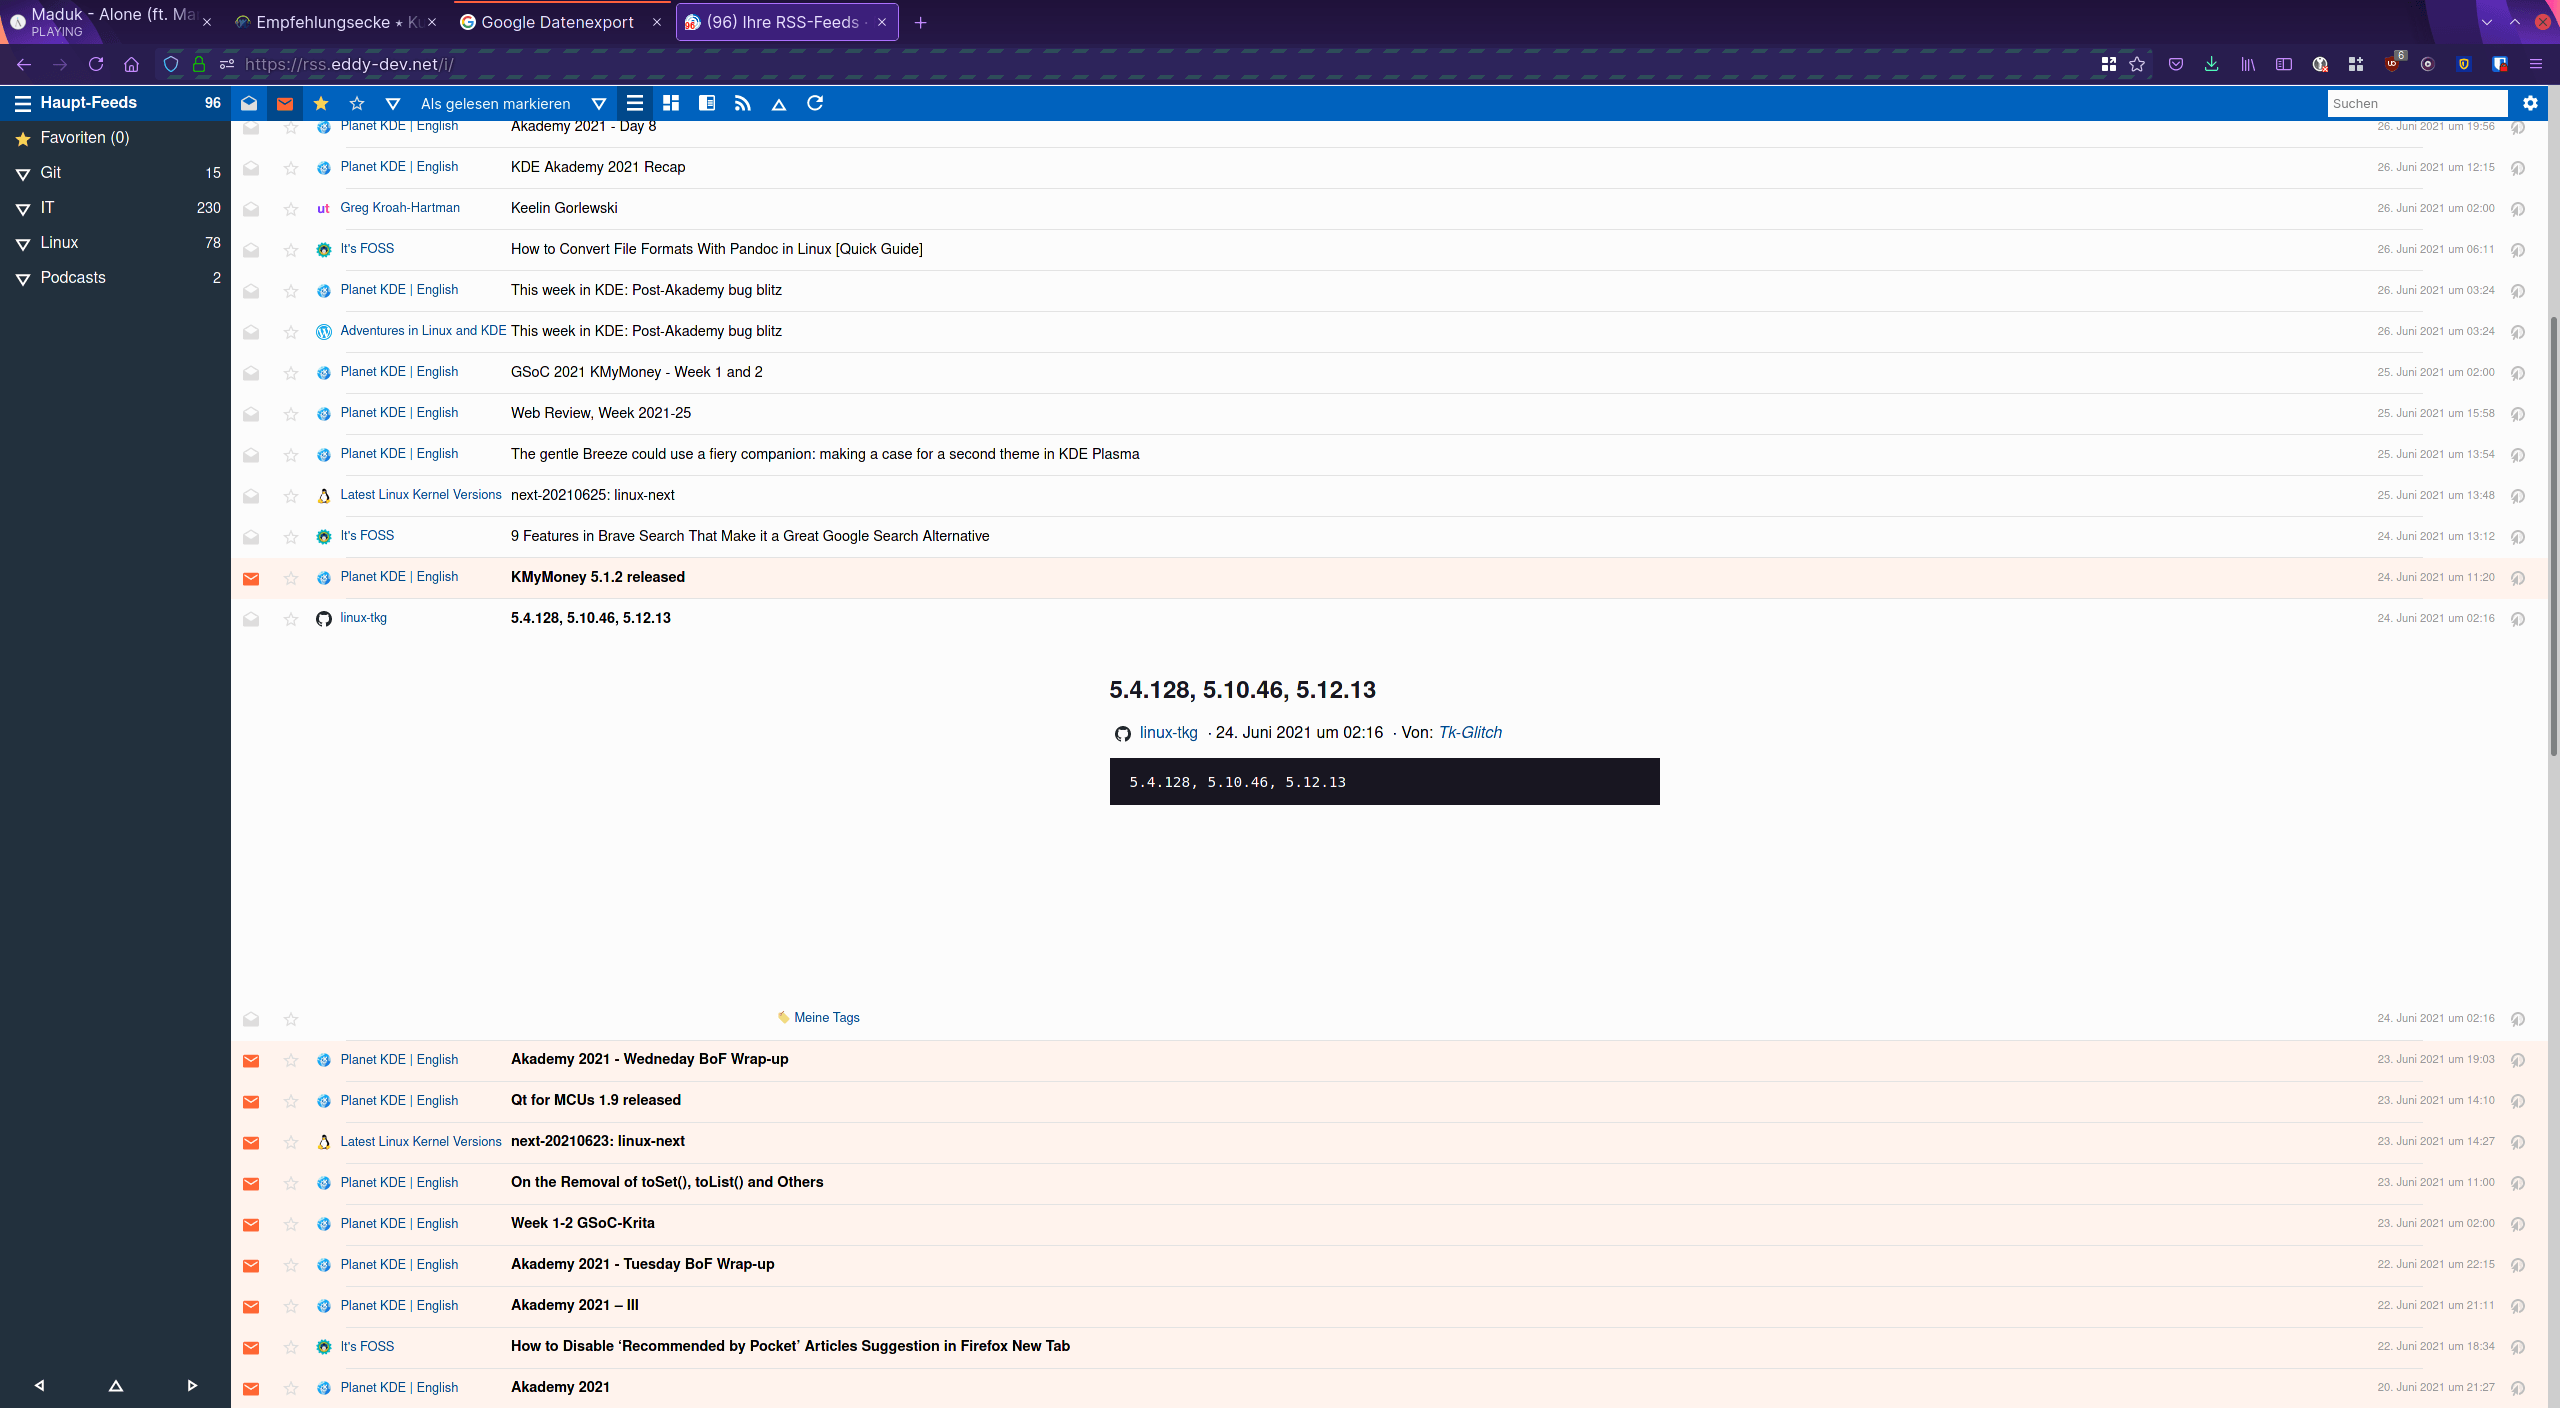 Maduk - Alone (ft. Ma
PLAYING
Empfehlungsecke ⋆ Ku
Google Datenexport
(96) Ihre RSS-Feeds ·
https://rss.eddy-dev.net/i/
6
Haupt-Feeds 96
Als gelesen markieren
Suchen
Favoriten (0)
Git 15
IT 230
Linux 78
Podcasts 2
Planet KDE | English Akademy 2021 - Day 8 26. Juni 2021 um 19:56
Planet KDE | English KDE Akademy 2021 Recap 26. Juni 2021 um 12:15
Greg Kroah-Hartman Keelin Gorlewski 26. Juni 2021 um 02:00
It's FOSS How to Convert File Formats With Pandoc in Linux [Quick Guide] 26. Juni 2021 um 06:11
Planet KDE | English This week in KDE: Post-Akademy bug blitz 26. Juni 2021 um 03:24
Adventures in Linux and KDE This week in KDE: Post-Akademy bug blitz 26. Juni 2021 um 03:24
Planet KDE | English GSoC 2021 KMyMoney - Week 1 and 2 25. Juni 2021 um 02:00
Planet KDE | English Web Review, Week 2021-25 25. Juni 2021 um 15:58
Planet KDE | English The gentle Breeze could use a fiery companion: making a case for a second theme in KDE Plasma 25. Juni 2021 um 13:54
Latest Linux Kernel Versions next-20210625: linux-next 25. Juni 2021 um 13:48
It's FOSS 9 Features in Brave Search That Make it a Great Google Search Alternative 24. Juni 2021 um 13:12
Planet KDE | English KMyMoney 5.1.2 released 24. Juni 2021 um 11:20
linux-tkg 5.4.128, 5.10.46, 5.12.13 24. Juni 2021 um 02:16
5.4.128, 5.10.46, 5.12.13
linux-tkg · 24. Juni 2021 um 02:16 · Von: Tk-Glitch
5.4.128, 5.10.46, 5.12.13
Meine Tags 24. Juni 2021 um 02:16
Planet KDE | English Akademy 2021 - Wedneday BoF Wrap-up 23. Juni 2021 um 19:03
Planet KDE | English Qt for MCUs 1.9 released 23. Juni 2021 um 14:10
Latest Linux Kernel Versions next-20210623: linux-next 23. Juni 2021 um 14:27
Planet KDE | English On the Removal of toSet(), toList() and Others 23. Juni 2021 um 11:00
Planet KDE | English Week 1-2 GSoC-Krita 23. Juni 2021 um 02:00
Planet KDE | English Akademy 2021 - Tuesday BoF Wrap-up 22. Juni 2021 um 22:15
Planet KDE | English Akademy 2021 – III 22. Juni 2021 um 21:11
It's FOSS How to Disable ‘Recommended by Pocket’ Articles Suggestion in Firefox New Tab 22. Juni 2021 um 18:34
Planet KDE | English Akademy 2021 20. Juni 2021 um 21:27